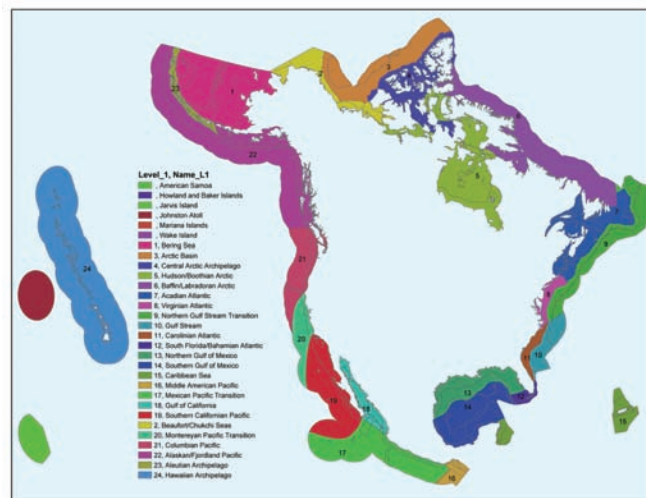 3
2
4
1
23
6
22
5
7
9
24
21
8
20
10
11
13
12
14
19
18
15
17
16
Level_1, Name_L1
, American Samoa
, Howland and Baker Islands
, Jarvis Island
, Johnston Atoll
, Mariana Islands
, Wake Island
1, Bering Sea
3, Arctic Basin
4, Central Arctic Archipelago
5, Hudson/Boothian Arctic
6, Baffin/Labradoran Arctic
7, Acadian Atlantic
8, Virginian Atlantic
9, Northern Gulf Stream Transition
10, Gulf Stream
11, Carolinian Atlantic
12, South Florida/Bahamian Atlantic
13, Northern Gulf of Mexico
14, Southern Gulf of Mexico
15, Caribbean Sea
16, Middle American Pacific
17, Mexican Pacific Transition
18, Gulf of California
19, Southern Californian Pacific
2, Beaufort/Chukchi Seas
20, Montereyan Pacific Transition
21, Columbian Pacific
22, Alaskan/Fjordland Pacific
23, Aleutian Archipelago
24, Hawaiian Archipelago